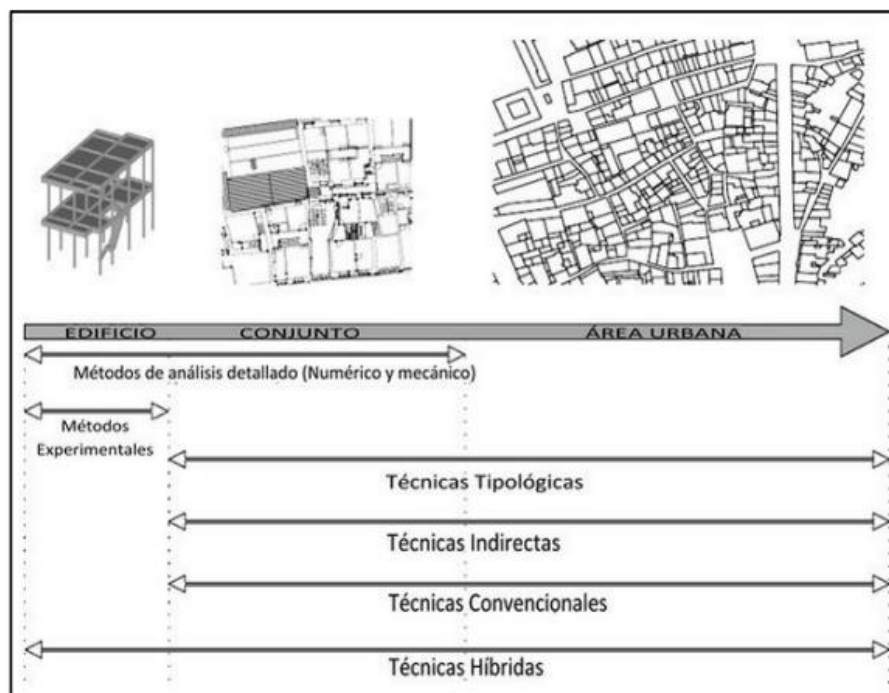 EDIFICIO CONJUNTO ÁREA URBANA
Métodos de análisis detallado (Numérico y mecánico)
Métodos
Experimentales
Técnicas Tipológicas
Técnicas Indirectas
Técnicas Convencionales
Técnicas Híbridas